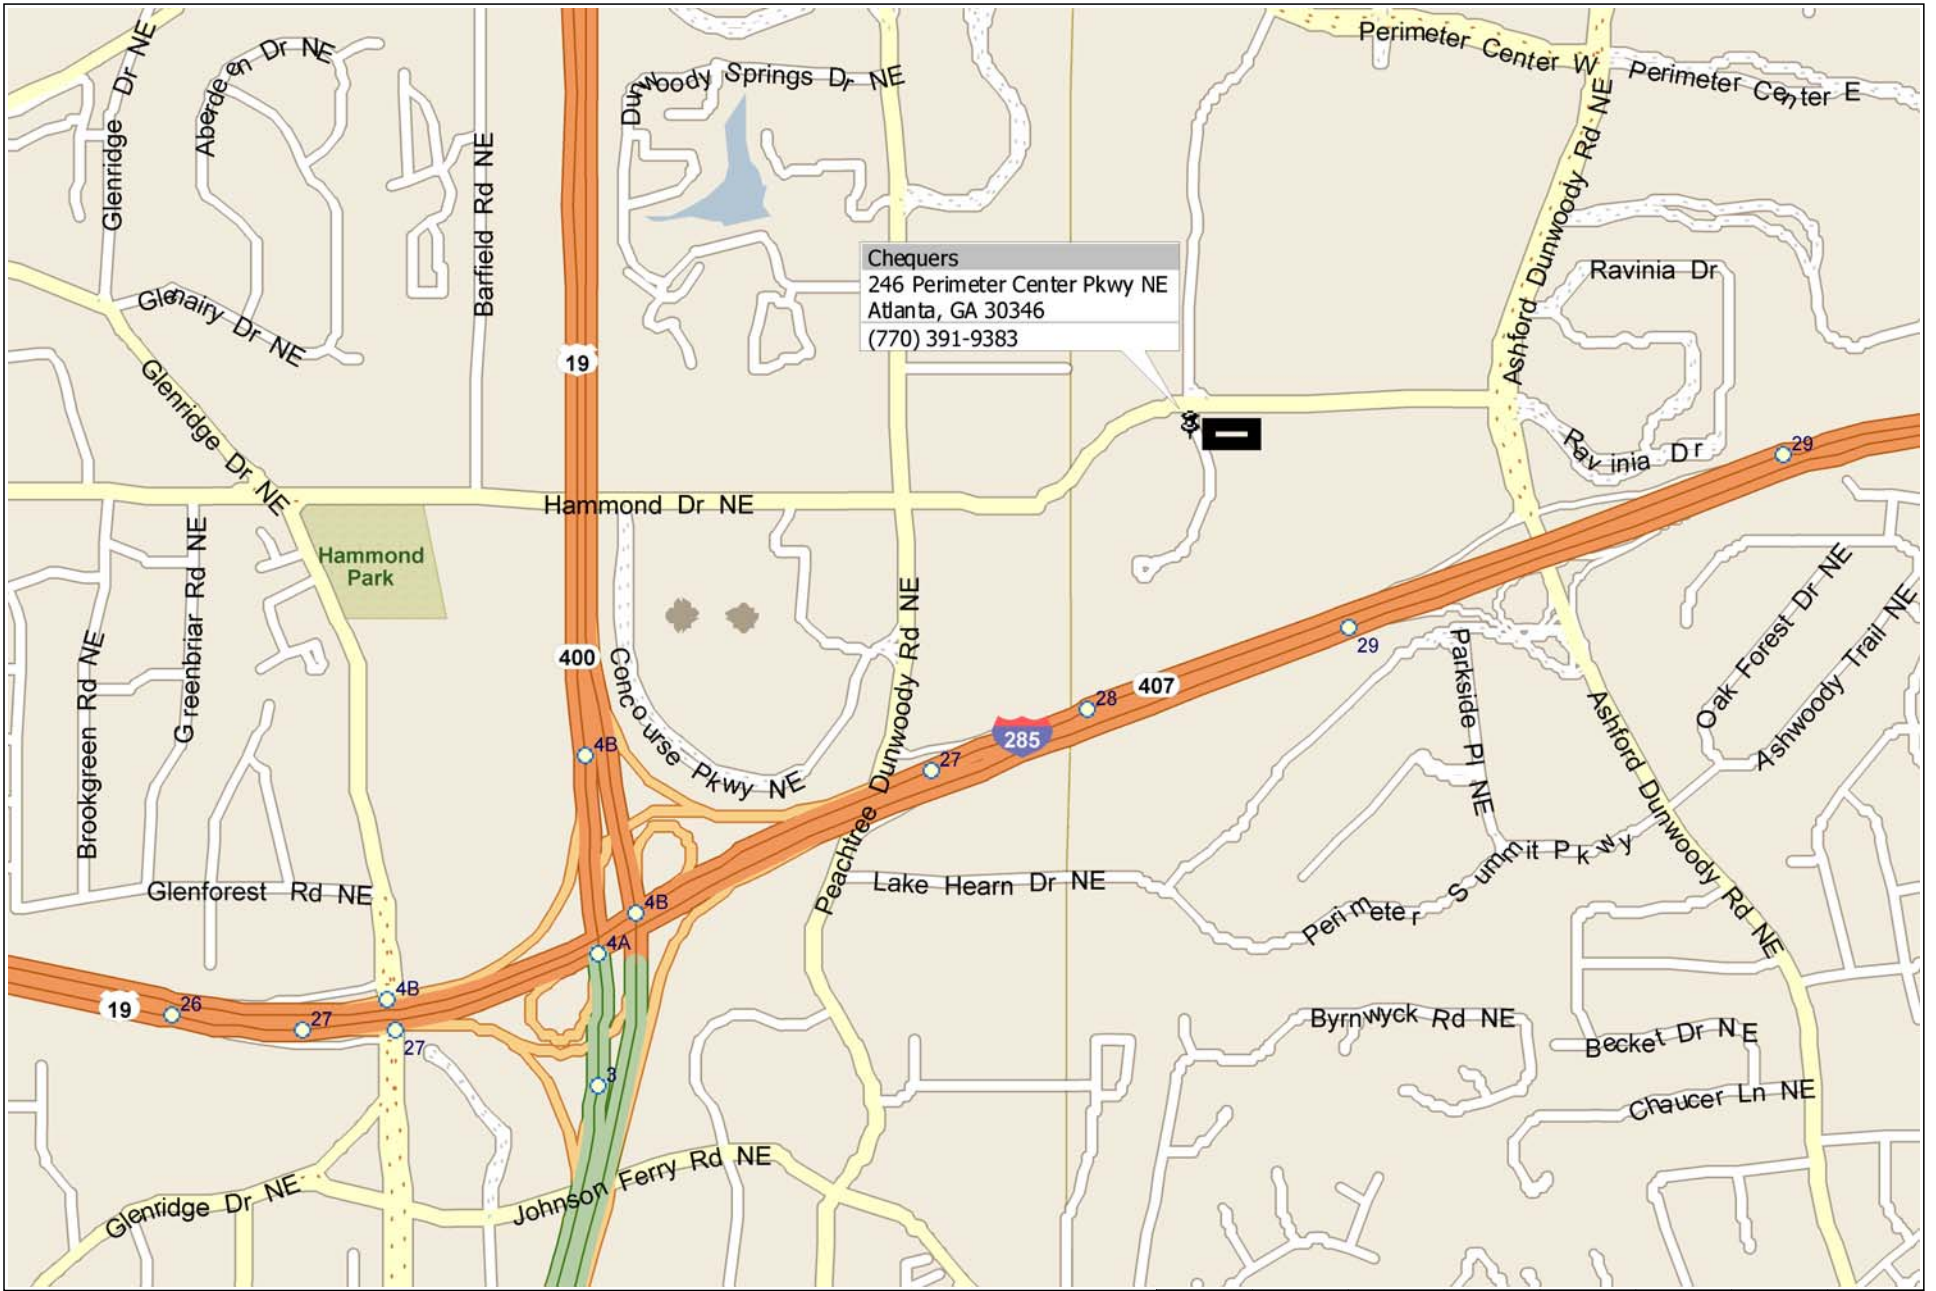 Perimeter Center W
Perimeter Center E
Glenridge Dr NE
Aberdeen Dr NE
Barfield Rd NE
Dunwoody Springs Dr NE
Ashford Dunwoody Rd NE
Chequers
246 Perimeter Center Pkwy NE
Atlanta, GA 30346
(770) 391-9383
Ravinia Dr
Glenairy Dr NE
19
Glenridge Dr NE
Ravinia Dr
29
Hammond Dr NE
Hammond
Park
Greenbriar Rd NE
Brookgreen Rd NE
400
Concourse Pkwy NE
Peachtree Dunwoody Rd NE
29
407
28
285
27
4B
Parkside Pl NE
Oak Forest Dr NE
Ashwoody Trail NE
Ashford Dunwoody Rd NE
Perimeter Summit Pkwy
Lake Hearn Dr NE
Glenforest Rd NE
4B
4A
4B
26
19
27
27
3
Byrnwyck Rd NE
Becket Dr NE
Chaucer Ln NE
Glenridge Dr NE
Johnson Ferry Rd NE